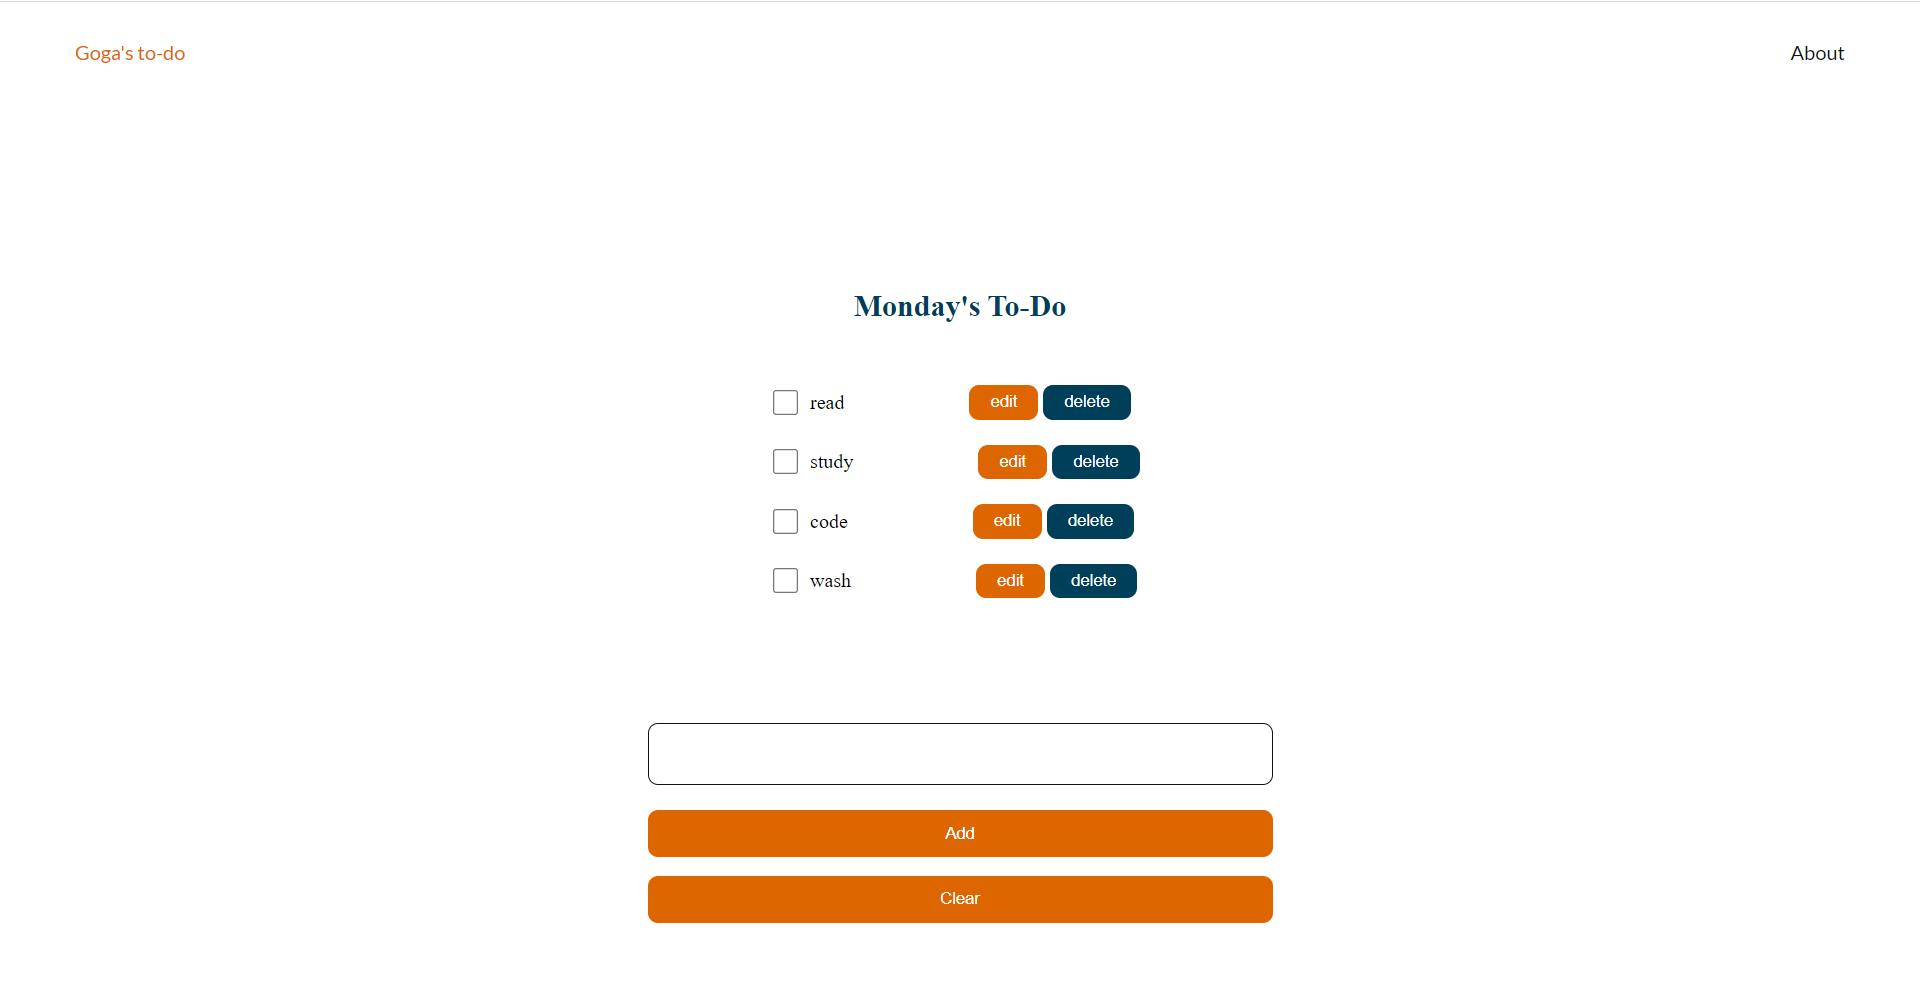 Goga's to-do About
Monday's To-Do
read edit delete
study edit delete
code edit delete
wash edit delete
Add
Clear